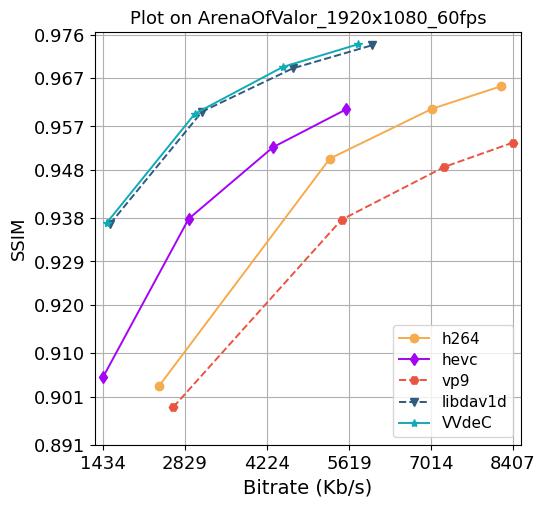 Plot on ArenaOfValor_1920x1080_60fps
SSIM
0.976
0.967
0.957
0.948
0.938
0.929
0.920
0.910
0.901
0.891
h264
hevc
vp9
libdav1d
VVdeC
1434 2829 4224 5619 7014 8407
Bitrate (Kb/s)